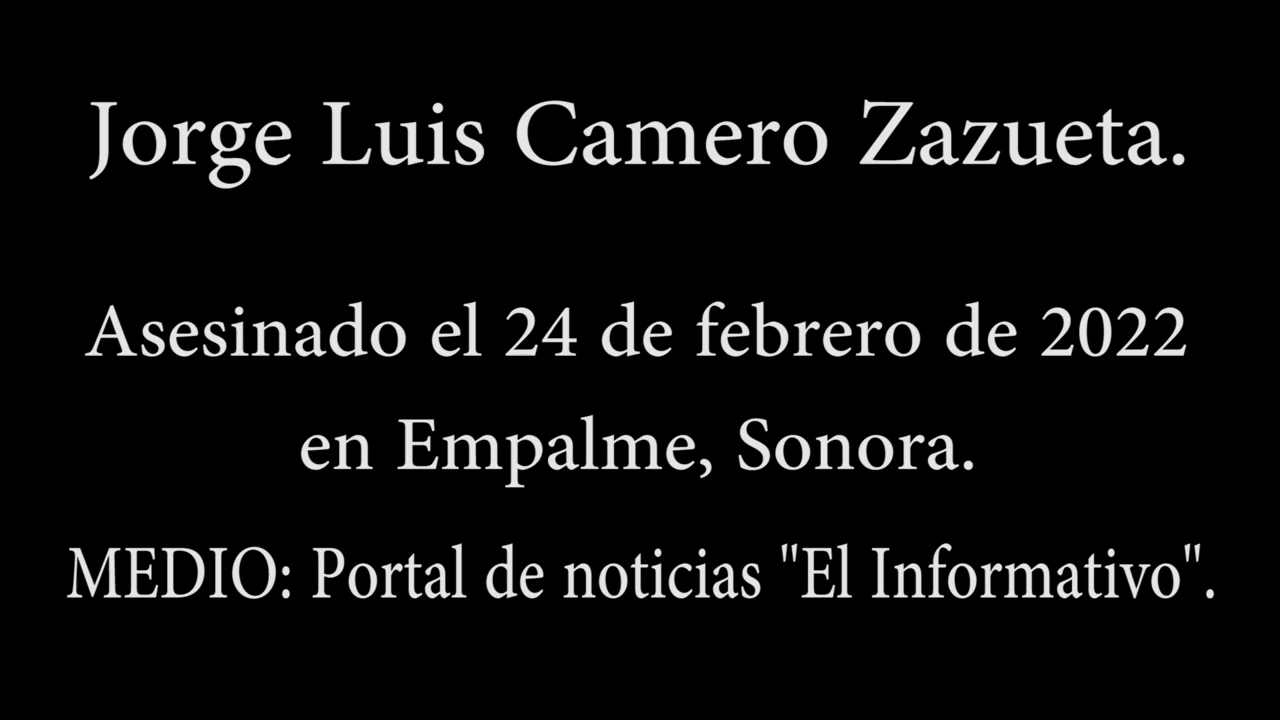 Jorge Luis Camero Zazueta.
Asesinado el 24 de febrero de 2022
en Empalme, Sonora.
MEDIO: Portal de noticias "El Informativo".